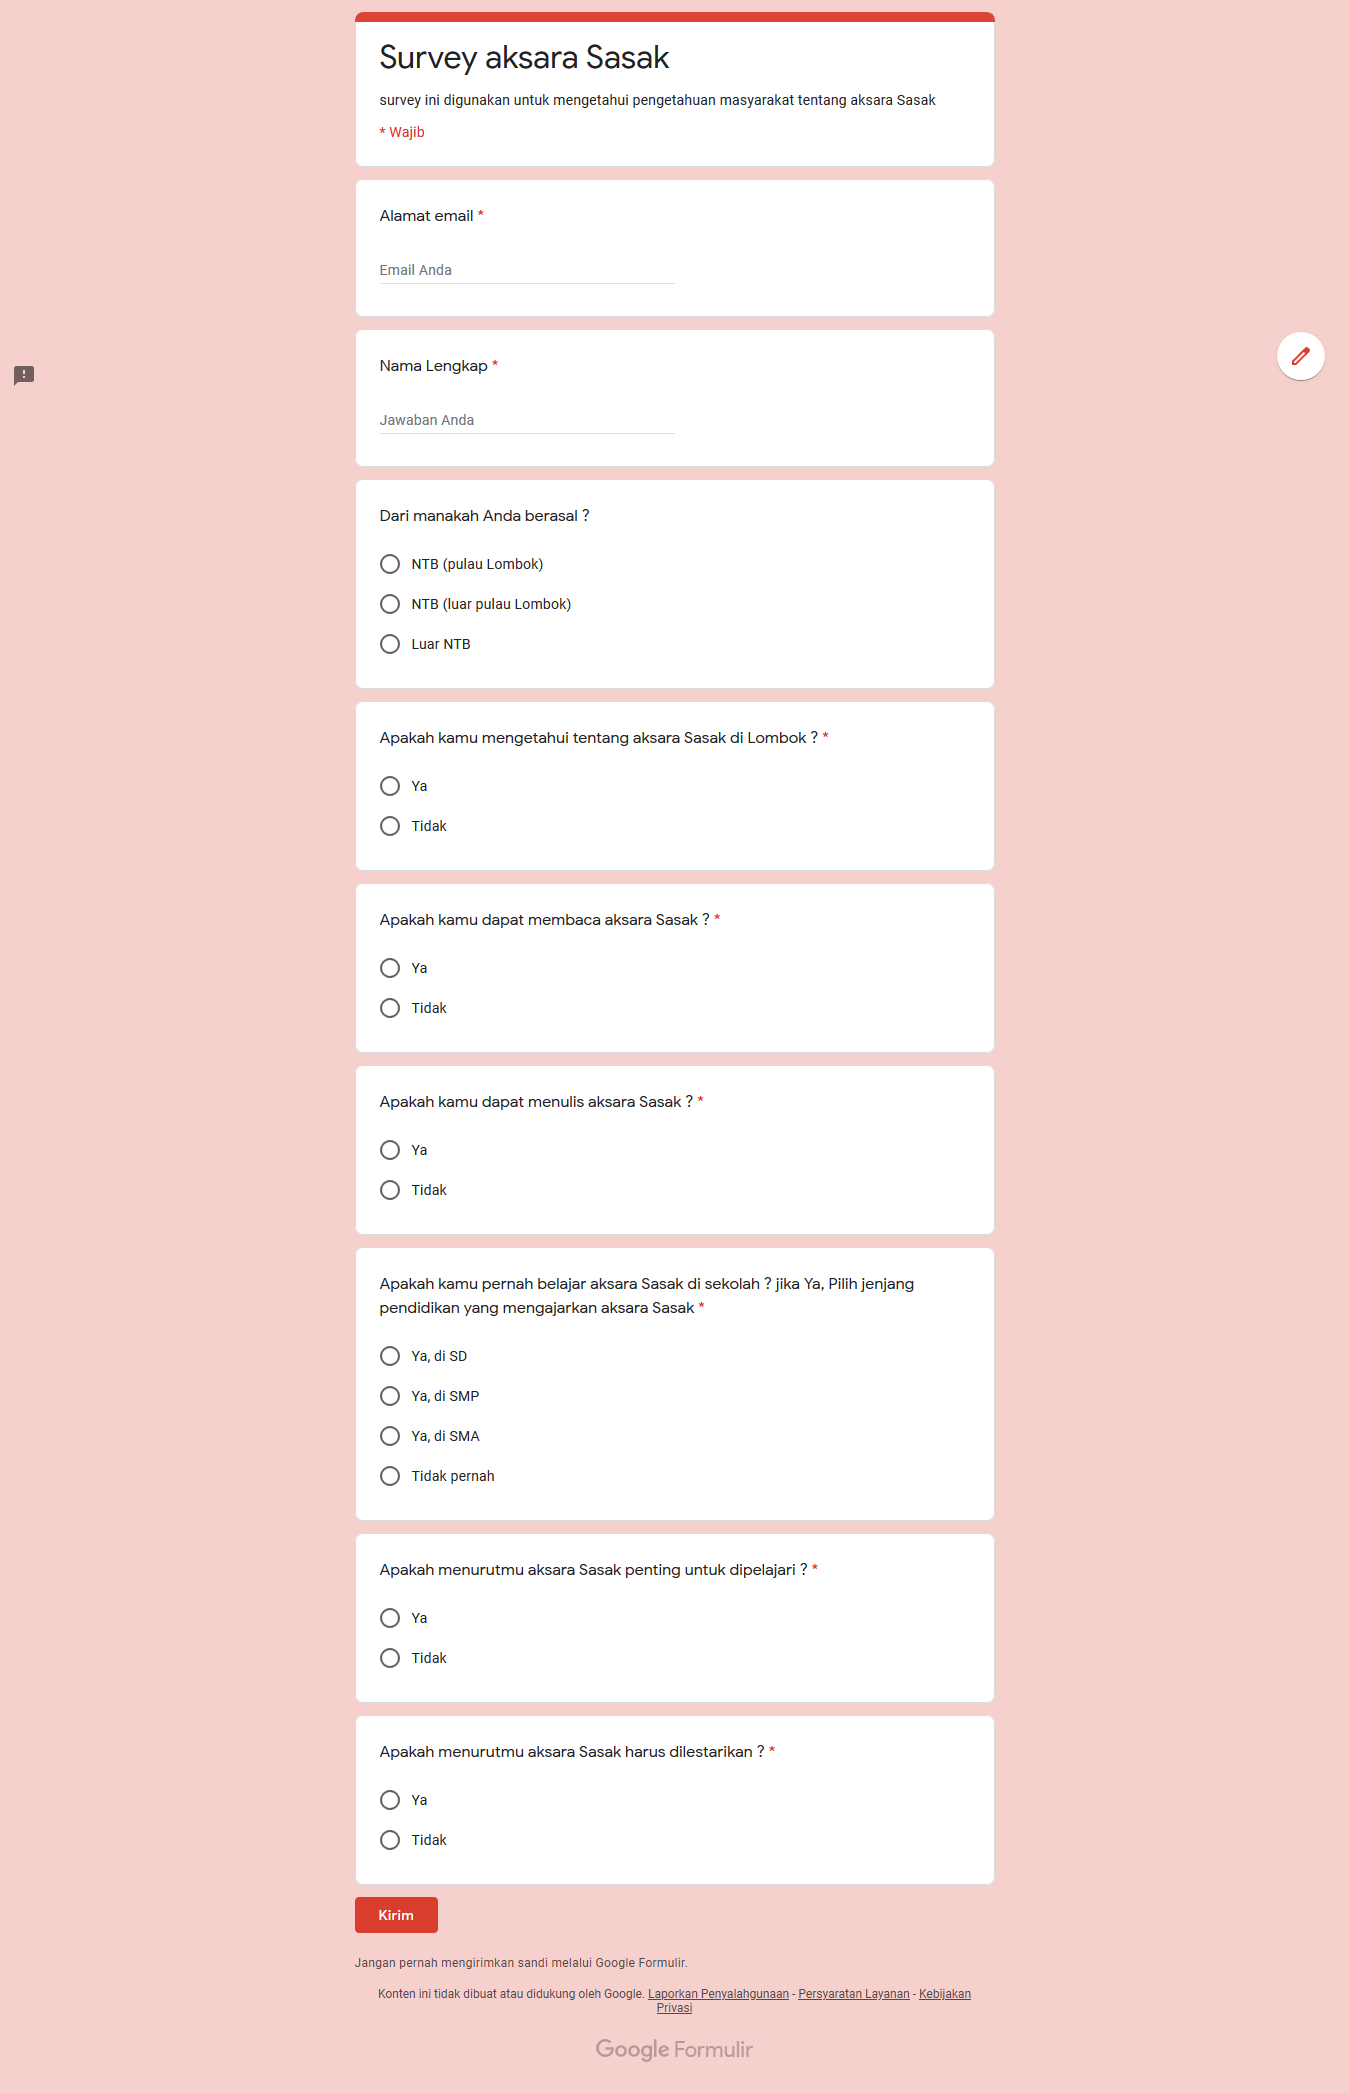 Survey aksara Sasak
survey ini digunakan untuk mengetahui pengetahuan masyarakat tentang aksara Sasak
* Wajib
Alamat email *
Email Anda
Nama Lengkap *
Jawaban Anda
Dari manakah Anda berasal ?
NTB (pulau Lombok)
NTB (luar pulau Lombok)
Luar NTB
Apakah kamu mengetahui tentang aksara Sasak di Lombok ? *
Ya
Tidak
Apakah kamu dapat membaca aksara Sasak ? *
Ya
Tidak
Apakah kamu dapat menulis aksara Sasak ? *
Ya
Tidak
Apakah kamu pernah belajar aksara Sasak di sekolah ? jika Ya, Pilih jenjang
pendidikan yang mengajarkan aksara Sasak *
Ya, di SD
Ya, di SMP
Ya, di SMA
Tidak pernah
Apakah menurutmu aksara Sasak penting untuk dipelajari ? *
Ya
Tidak
Apakah menurutmu aksara Sasak harus dilestarikan ? *
Ya
Tidak
Kirim
Jangan pernah mengirimkan sandi melalui Google Formulir.
Konten ini tidak dibuat atau didukung oleh Google. Laporkan Penyalahgunaan - Persyaratan Layanan - Kebijakan
Privasi
Google Formulir